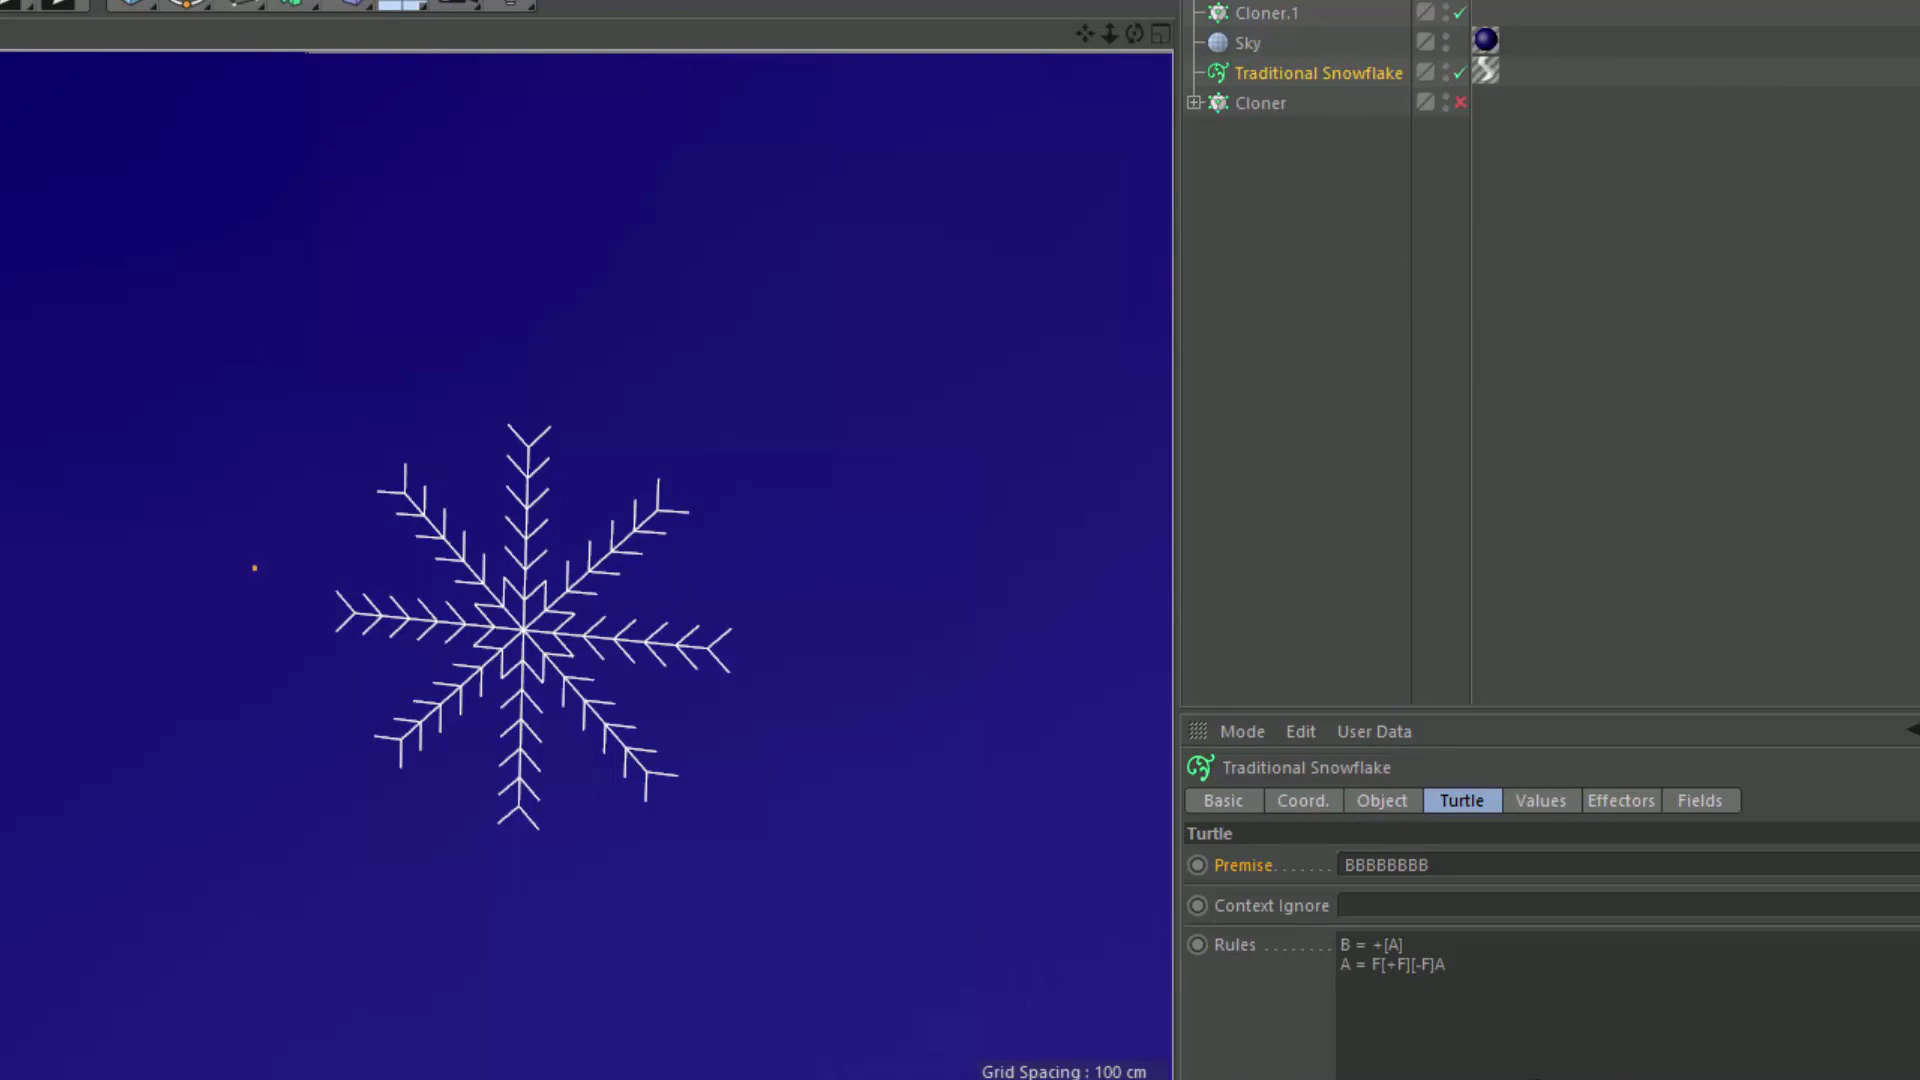 Cloner.1
Sky
Traditional Snowflake
Cloner
Mode Edit User Data
Traditional Snowflake
Basic Coord. Object Turtle Values Effectors Fields
Turtle
Premise. . . . . . . BBBBBBBB
Context Ignore
Rules . . . . . . . . B = +[A]
A = F[+F][-F]A
Grid Spacing : 100 cm